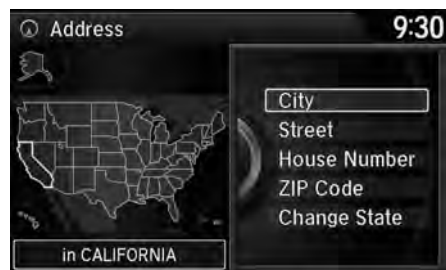 Address
9:30
City
Street
House Number
ZIP Code
Change State
in CALIFORNIA